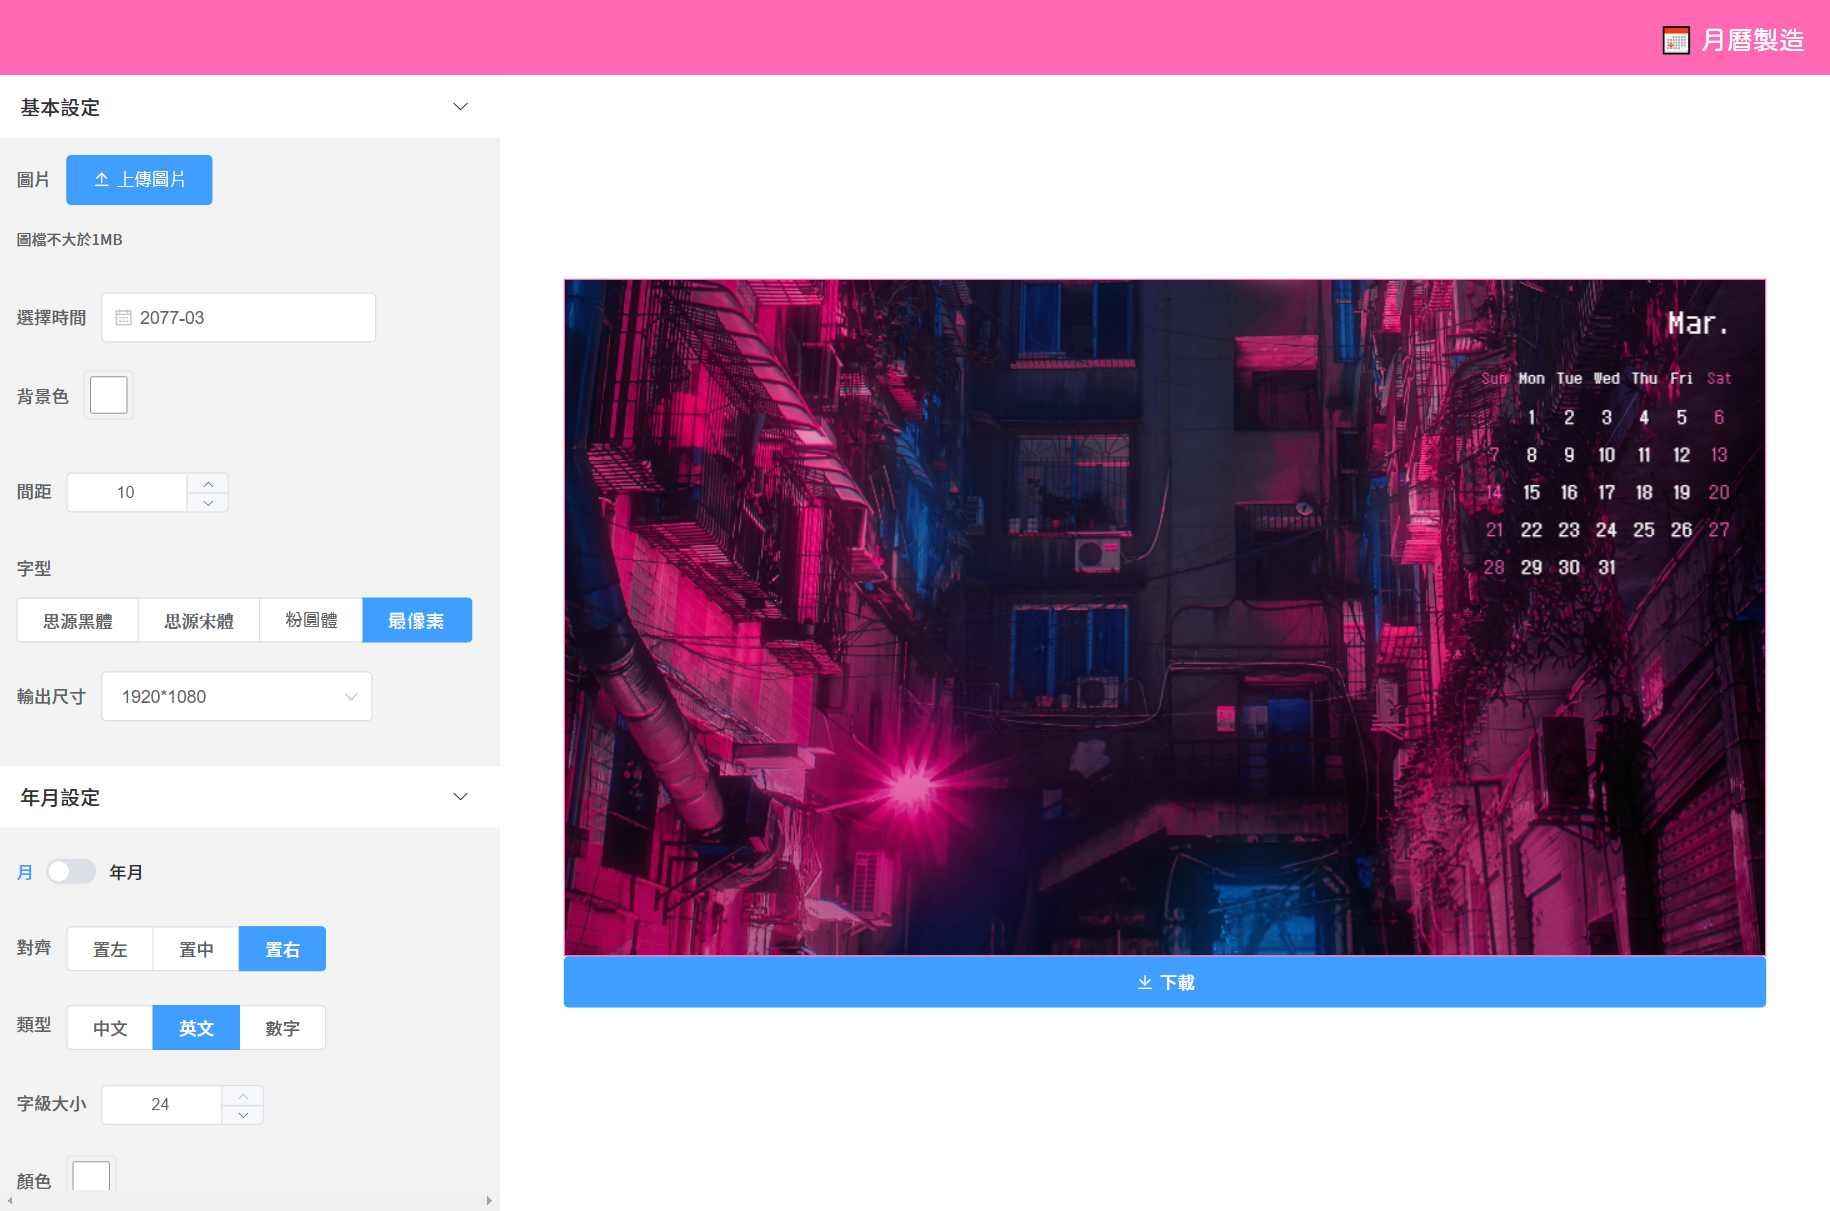 月曆製造
基本設定
圖片 上傳圖片
圖檔不大於1MB
選擇時間 2077-03
背景色
間距 10
字型
思源黑體 思源宋體 粉圓體 最像素
輸出尺寸 1920*1080
年月設定
月 年月
對齊 置左 置中 置右
類型 中文 英文 數字
字級大小 24
顏色
Mar.
Sun Mon Tue Wed Thu Fri Sat
1 2 3 4 5 6
7 8 9 10 11 12 13
14 15 16 17 18 19 20
21 22 23 24 25 26 27
28 29 30 31
下載